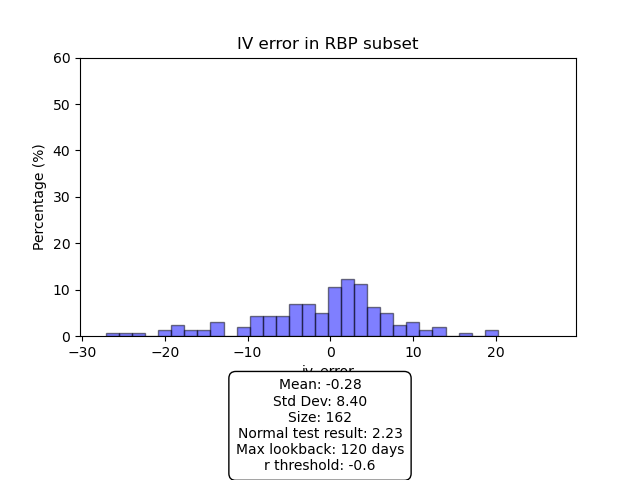 IV error in RBP subset
60
50
40
30
20
10
0
Percentage (%)
−30 −20 −10 0 10 20
iv_error
Mean: -0.28
Std Dev: 8.40
Size: 162
Normal test result: 2.23
Max lookback: 120 days
r threshold: -0.6